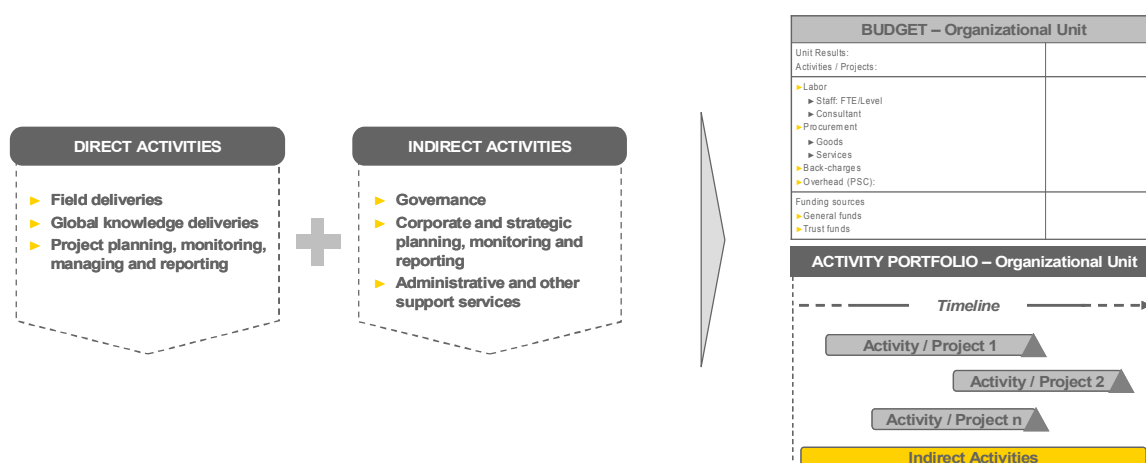 DIRECT ACTIVITIES
► Field deliveries
► Global knowledge deliveries
► Project planning, monitoring,
managing and reporting
INDIRECT ACTIVITIES
► Governance
► Corporate and strategic
planning, monitoring and
reporting
► Administrative and other
support services
BUDGET – Organizational Unit
Unit Results:
Activities / Projects:
►Labor
►Staff: FTE/Level
►Consultant
►Procurement
►Goods
►Services
►Back-charges
►Overhead (PSC):
Funding sources
►General funds
►Trust funds
ACTIVITY PORTFOLIO – Organizational Unit
Timeline
Activity / Project 1
Activity / Project 2
Activity / Project n
Indirect Activities